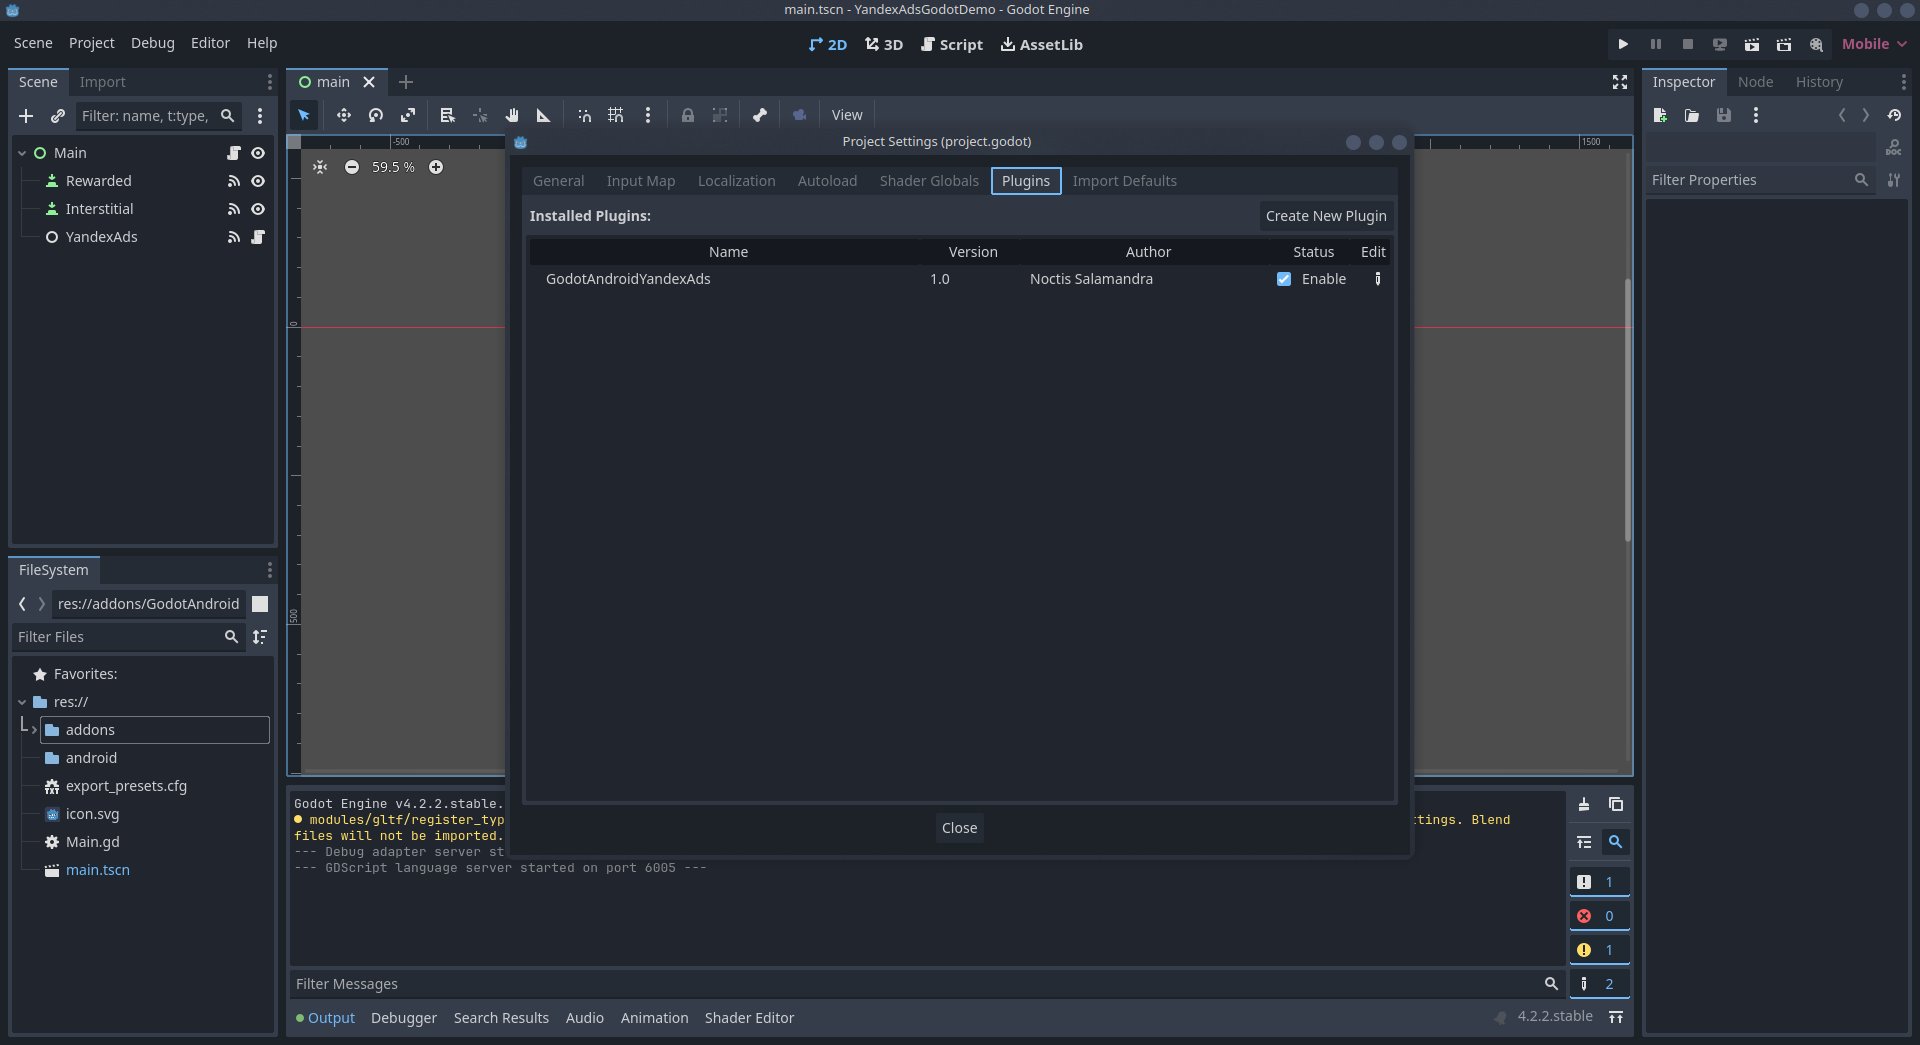 main.tscn - YandexAdsGodotDemo - Godot Engine
Scene Project Debug Editor Help
2D 3D Script AssetLib
Mobile
Scene Import
Filter: name, t:type,
Main
Rewarded
Interstitial
YandexAds
FileSystem
res://addons/GodotAndroid
Filter Files
Favorites:
res://
addons
android
export_presets.cfg
icon.svg
Main.gd
main.tscn
main
View
-500
1500
59.5 %
0
500
Project Settings (project.godot)
General Input Map Localization Autoload Shader Globals Plugins Import Defaults
Installed Plugins:
Create New Plugin
Name Version Author Status Edit
GodotAndroidYandexAds 1.0 Noctis Salamandra Enable
Close
Godot Engine v4.2.2.stable.
modules/gltf/register_typ
ttings. Blend
files will not be imported.
--- Debug adapter server st
--- GDScript language server started on port 6005 ---
1
0
1
2
Filter Messages
Output Debugger Search Results Audio Animation Shader Editor
4.2.2.stable
Inspector Node History
DOC
Filter Properties